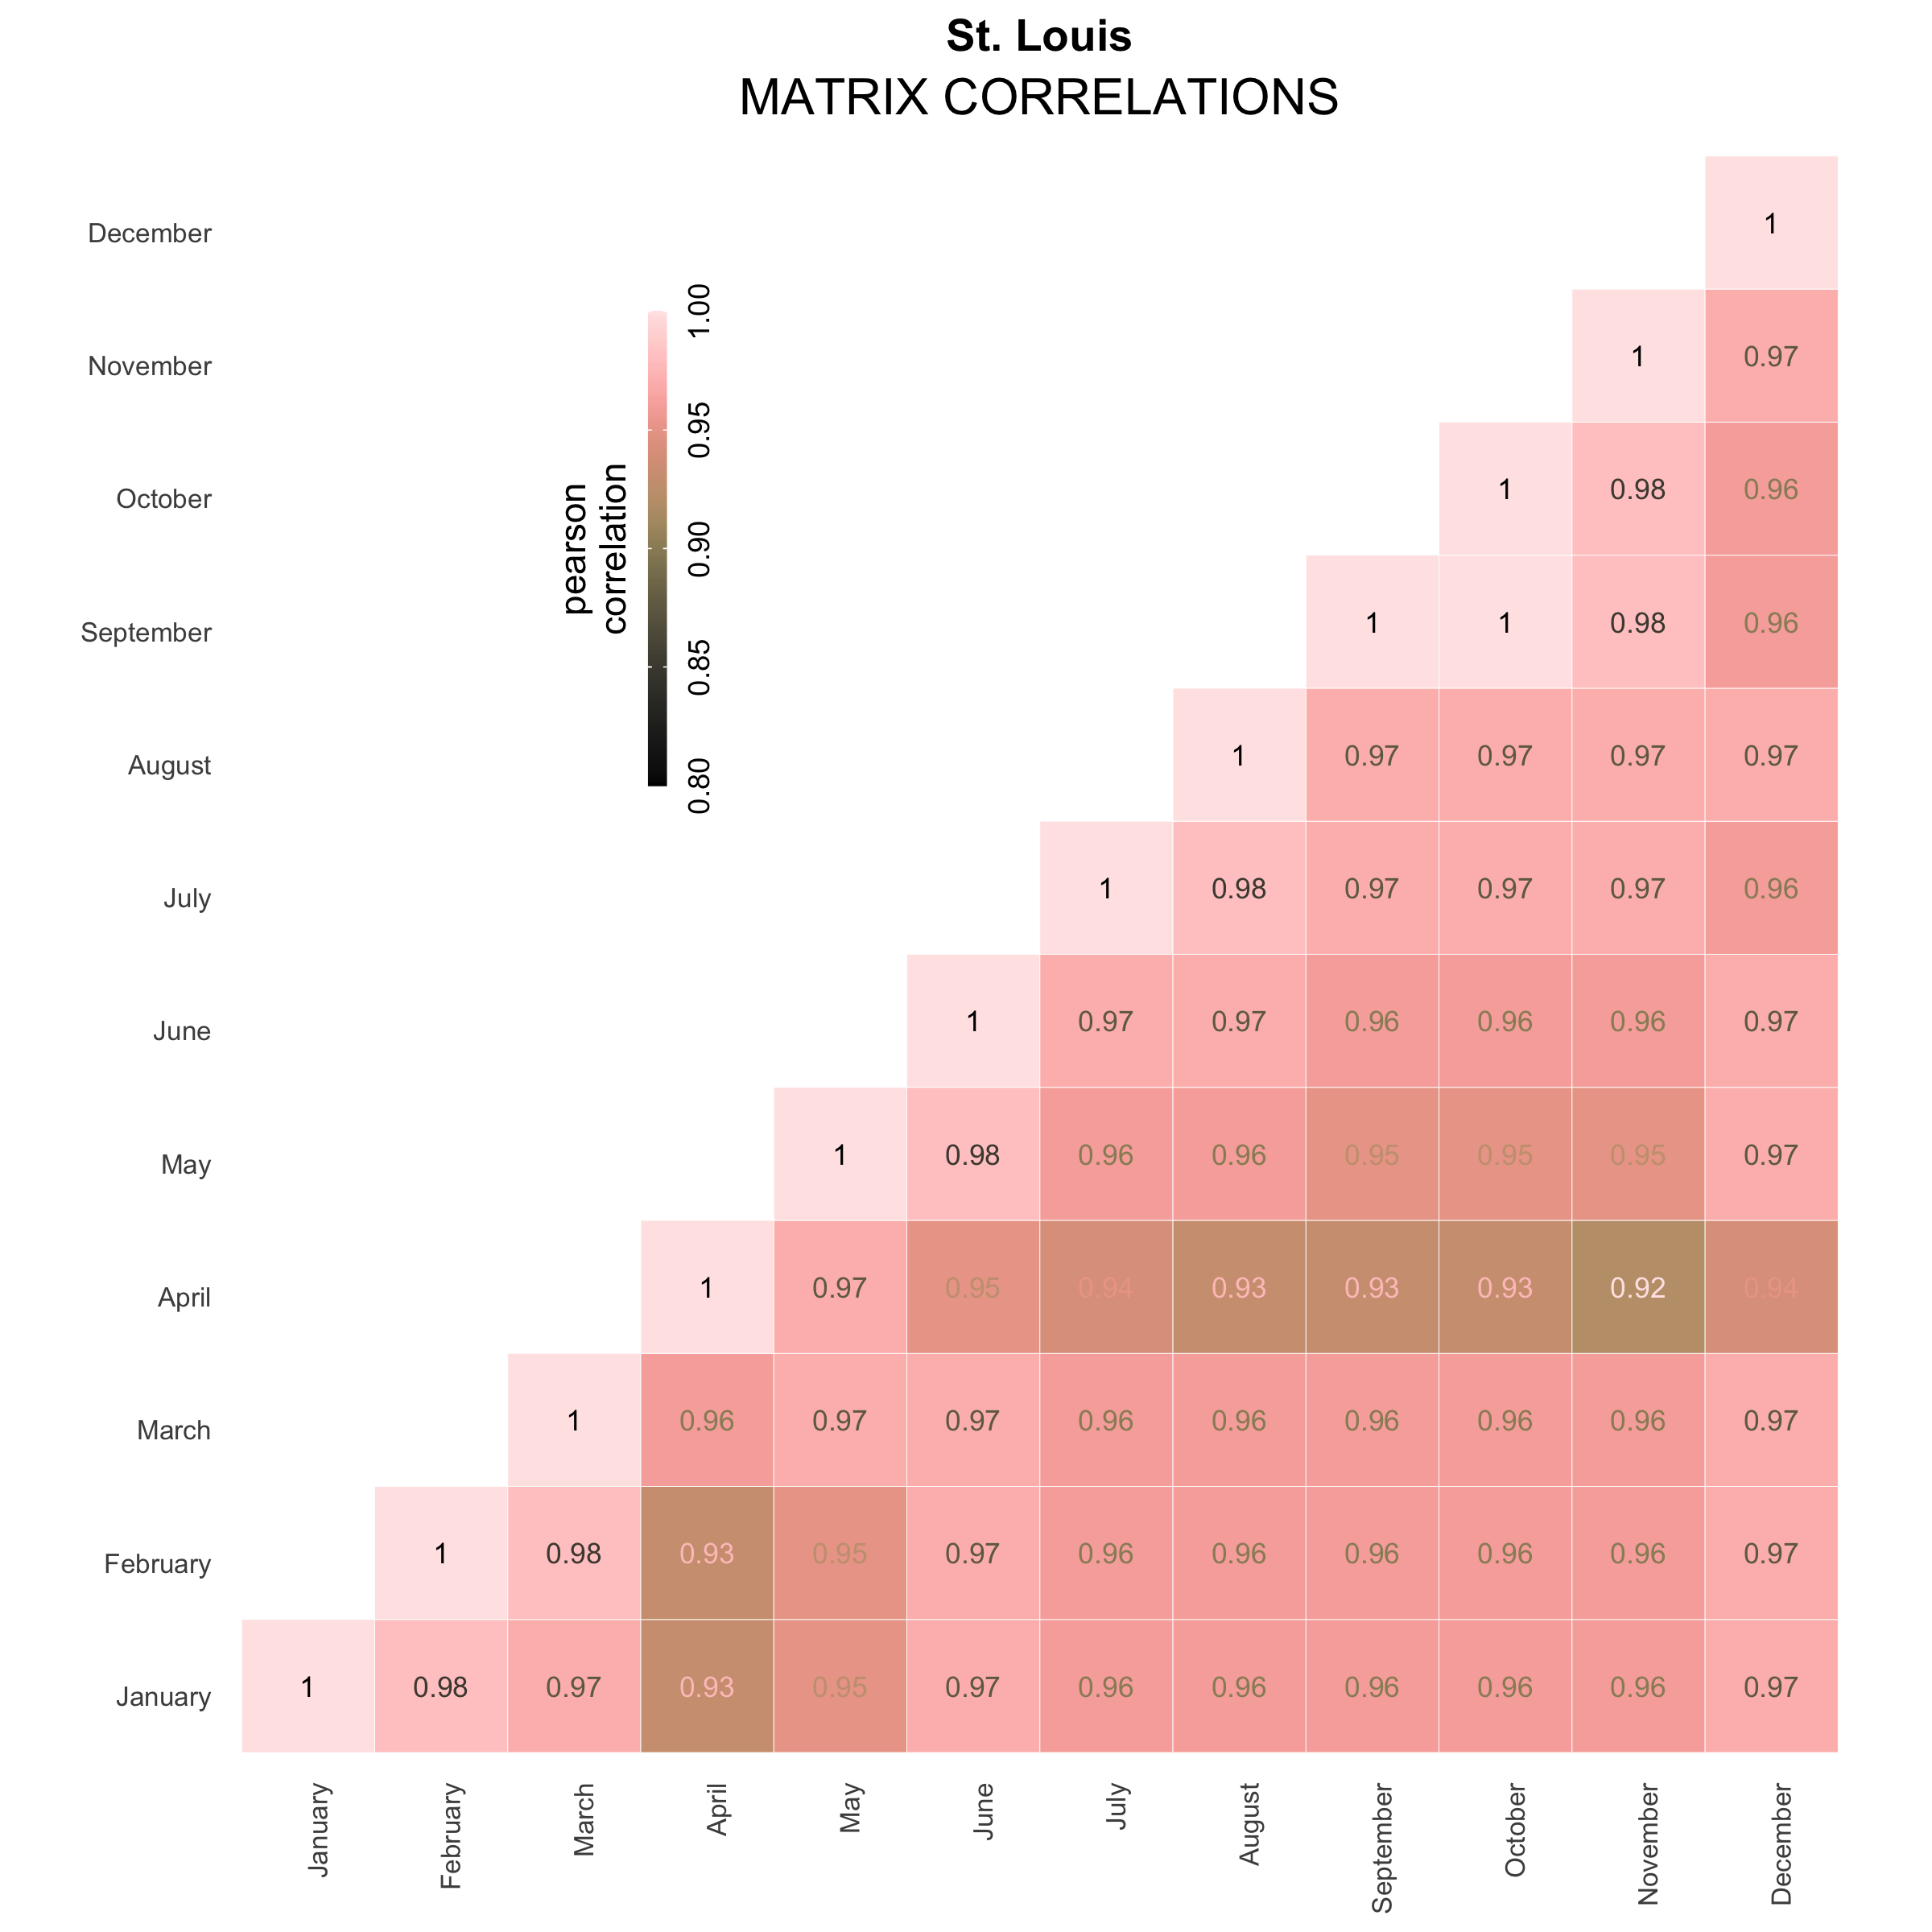 St. Louis
MATRIX CORRELATIONS
December 1
November 1 0.97
October 1 0.98 0.96
September 1 1 0.98 0.96
August 1 0.97 0.97 0.97 0.97
July 1 0.98 0.97 0.97 0.97 0.96
June 1 0.97 0.97 0.96 0.96 0.96 0.97
May 1 0.98 0.96 0.96 0.95 0.95 0.95 0.97
April 1 0.97 0.95 0.94 0.93 0.93 0.93 0.92 0.94
March 1 0.96 0.97 0.97 0.96 0.96 0.96 0.96 0.96 0.97
February 1 0.98 0.93 0.95 0.97 0.96 0.96 0.96 0.96 0.96 0.97
January 1 0.98 0.97 0.93 0.95 0.97 0.96 0.96 0.96 0.96 0.96 0.97
January February March April May June July August September October November December
pearson
correlation
0.80 0.85 0.90 0.95 1.00